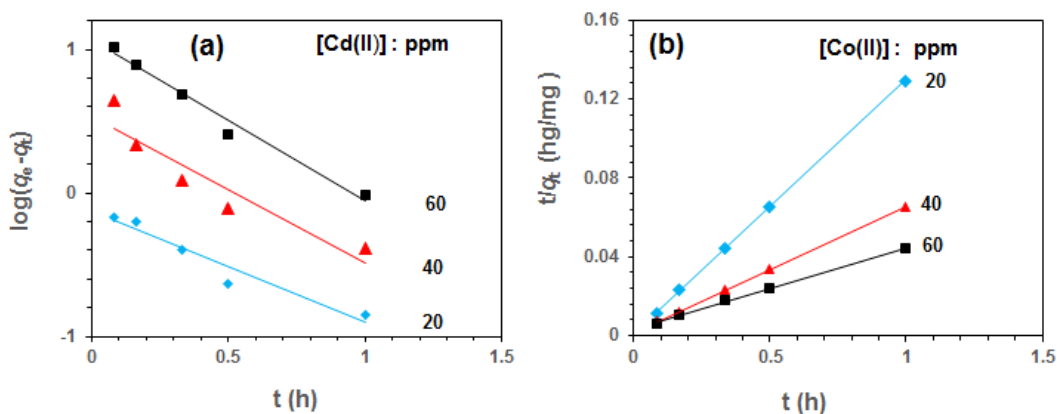 (a)
[Cd(II)] : ppm
log(qₑ-qₜ)
1
0
-1
60
40
20
0
0.5
1
1.5
t (h)
(b)
[Co(II)] : ppm
t/qₜ (hg/mg )
0.16
0.12
0.08
0.04
0
20
40
60
0
0.5
1
1.5
t (h)